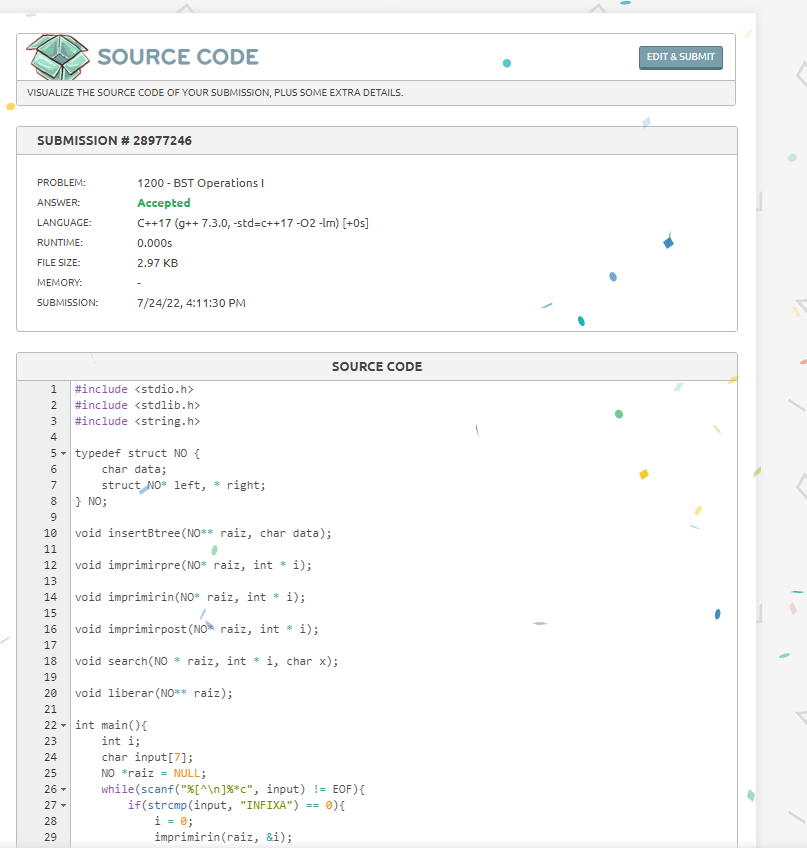 SOURCE CODE
EDIT & SUBMIT
VISUALIZE THE SOURCE CODE OF YOUR SUBMISSION, PLUS SOME EXTRA DETAILS.
SUBMISSION # 28977246
PROBLEM: 1200 - BST Operations I
ANSWER: Accepted
LANGUAGE: C++17 (g++ 7.3.0, -std=c++17 -O2 -lm) [+0s]
RUNTIME: 0.000s
FILE SIZE: 2.97 KB
MEMORY: -
SUBMISSION: 7/24/22, 4:11:30 PM
SOURCE CODE
1 #include <stdio.h>
2 #include <stdlib.h>
3 #include <string.h>
4
5 typedef struct NO {
6     char data;
7     struct NO* left, * right;
8 } NO;
9
10 void insertBtree(NO** raiz, char data);
11
12 void imprimirpre(NO* raiz, int * i);
13
14 void imprimirin(NO* raiz, int * i);
15
16 void imprimirpost(NO* raiz, int * i);
17
18 void search(NO * raiz, int * i, char x);
19
20 void liberar(NO** raiz);
21
22 int main(){
23     int i;
24     char input[7];
25     NO *raiz = NULL;
26     while(scanf("%[^\n]%*c", input) != EOF){
27         if(strcmp(input, "INFIXA") == 0){
28             i = 0;
29             imprimirin(raiz, &i);